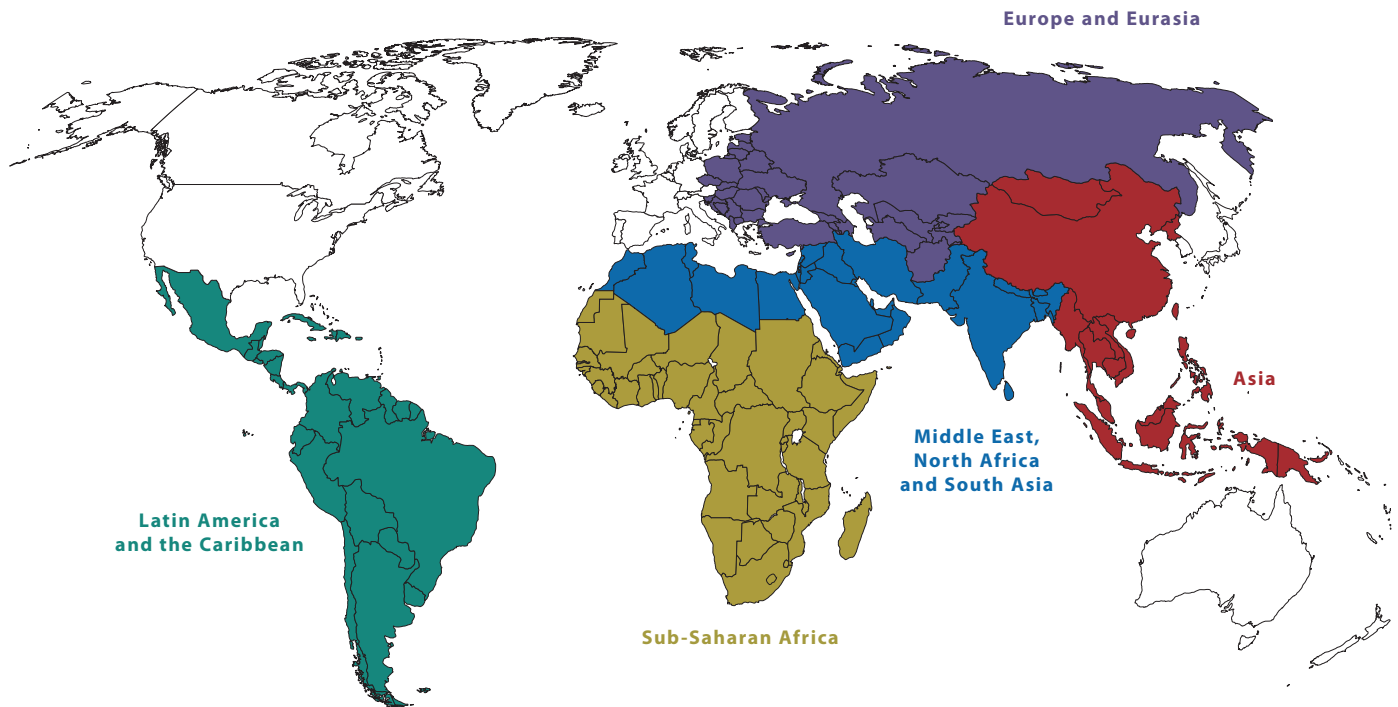 Europe and Eurasia
Asia
Middle East,
North Africa
and South Asia
Latin America
and the Caribbean
Sub-Saharan Africa